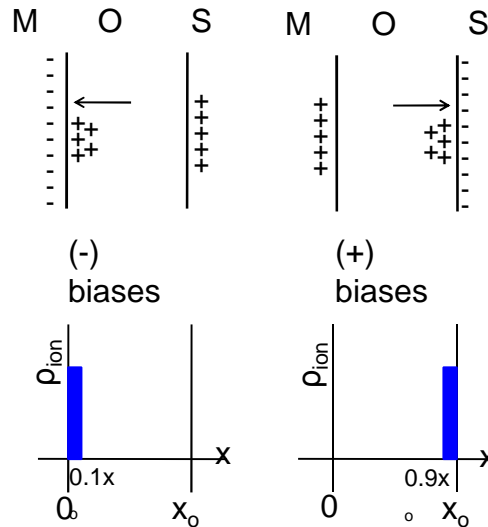 M O S
M O S
(-)
biases
(+)
biases
ρion
0.1x
o
x
0
xo
ρion
0.9x
o
x
0
xo